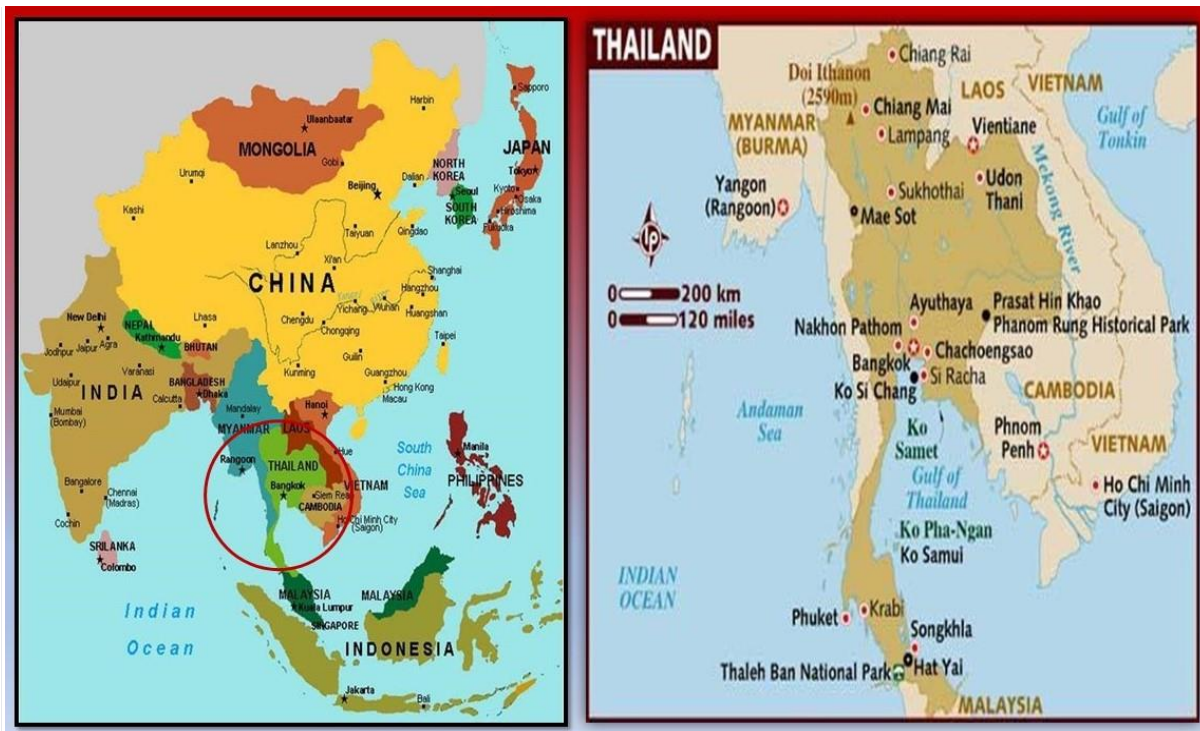 Sapporo
Harbin
Ulaanbaatar
MONGOLIA
JAPAN
Gobi
NORTH
KOREA
Tokyo
Urumqi
Dalian
Beijing
Seoul
Kyoto
Osaka
SOUTH
KOREA
Hiroshima
Fukuoka
Kashi
Taiyuan
Qingdao
Lanzhou
Xi'an
CHINA
Shanghai
Hangzhou
Yichang
Wuhan
Huangshan
New Delhi
Lhasa
Chengdu
Chongqing
NEPAL
Kathmandu
Taipei
Jodhpur
Jaipur
Agra
BHUTAN
Guilin
Varanasi
Kunming
Guangzhou
Udaipur
INDIA
BANGLADESH
Dhaka
Hong Kong
Macau
Calcutta
Hanoi
Mumbai
(Bombay)
Mandalay
MYANMAR
LAOS
South
China
Sea
Manila
Hue
Rangoon
THAILAND
PHILIPPINES
Bangalore
Bangkok
VIETNAM
Chennai
(Madras)
Siem Rea
CAMBODIA
Cochin
Ho Chi Minh City
(Saigon)
SRILANKA
Colombo
MALAYSIA
MALAYSIA
Kuala Lumpur
SINGAPORE
Indian
Ocean
INDONESIA
Jakarta
Bali
THAILAND
Chiang Rai
Doi Ithanon
(2590m)
LAOS
VIETNAM
Chiang Mai
Gulf of
Tonkin
MYANMAR
(BURMA)
Lampang
Vientiane
Mekong River
Yangon
(Rangoon)
Sukhothai
Udon
Thani
Mae Sot
lp
0 200 km
0 120 miles
Ayuthaya
Prasat Hin Khao
Phanom Rung Historical Park
Nakhon Pathom
Bangkok
Chachoengsao
Si Racha
Ko Si Chang
CAMBODIA
Andaman
Sea
Ko
Samet
Phnom
Penh
VIETNAM
Gulf of
Thailand
Ho Chi Minh
City (Saigon)
Ko Pha-Ngan
Ko Samui
INDIAN
OCEAN
Krabi
Phuket
Songkhla
Thaleh Ban National Park
Hat Yai
MALAYSIA